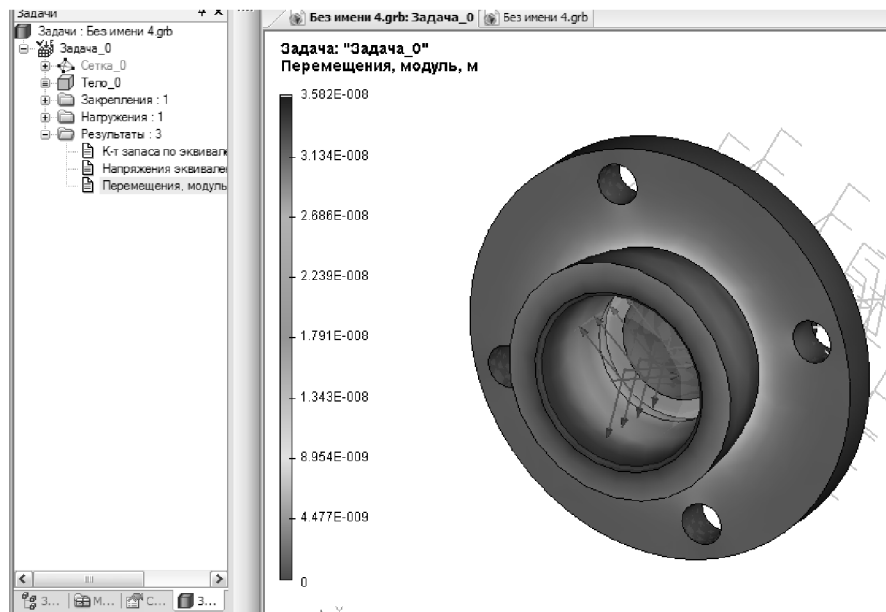 Задачи
Задачи : Без имени 4.grb
Задача_0
Сетка_0
Тело_0
Закрепления : 1
Нагружения : 1
Результаты : 3
К-т запаса по эквивале
Напряжения эквивале
Перемещения, модуль
З...
М...
С...
З...
Без имени 4.grb: Задача_0
Без имени 4.grb
Задача: "Задача_0"
Перемещения, модуль, м
3.582E-008
3.134E-008
2.686E-008
2.239E-008
1.791E-008
1.343E-008
8.954E-009
4.477E-009
0